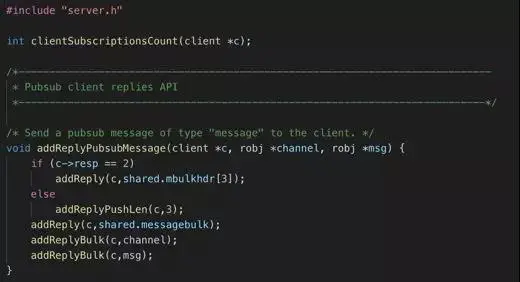 #include "server.h"
int clientSubscriptionsCount(client *c);
/*-----------------------------------------------------------------------------
 * Pubsub client replies API
 *----------------------------------------------------------------------------*/
/* Send a pubsub message of type "message" to the client. */
void addReplyPubsubMessage(client *c, robj *channel, robj *msg) {
    if (c->resp == 2)
        addReply(c,shared.mbulkhdr[3]);
    else
        addReplyPushLen(c,3);
    addReply(c,shared.messagebulk);
    addReplyBulk(c,channel);
    addReplyBulk(c,msg);
}